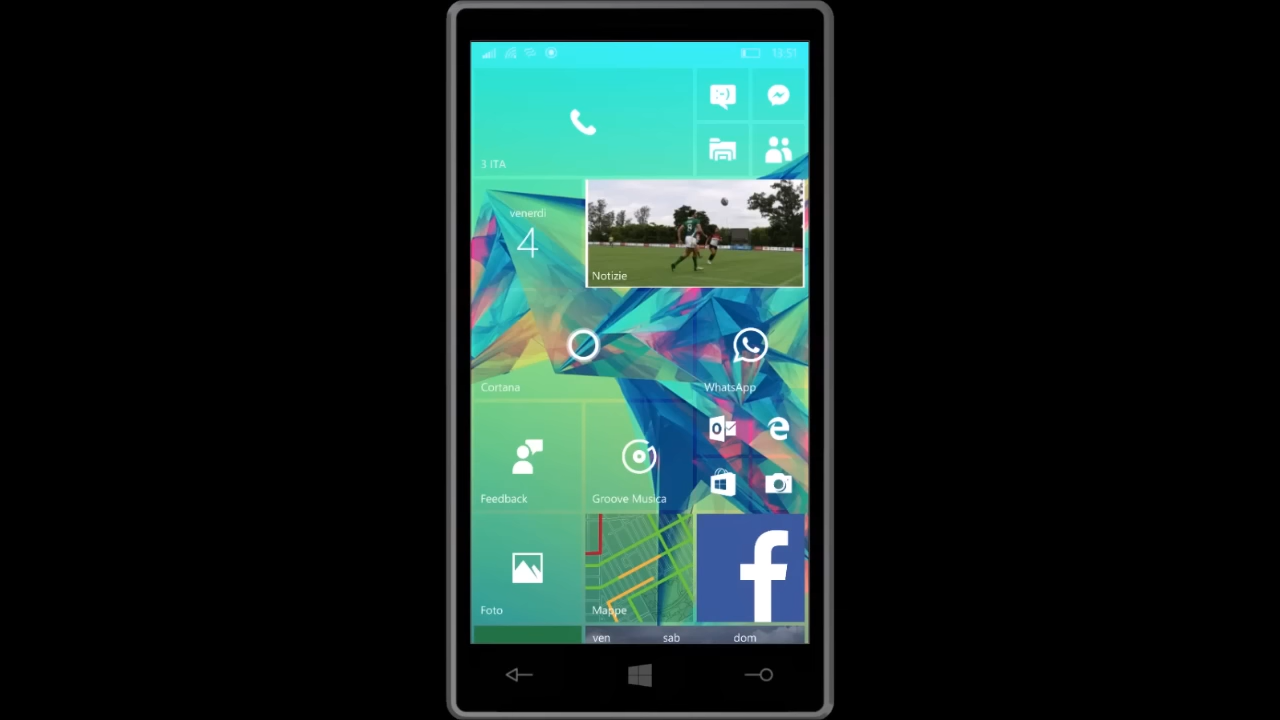 13:51
:-)
3 ITA
venerdì
4
Notizie
Cortana
WhatsApp
Feedback
Groove Musica
Foto
Mappe
ven sab dom